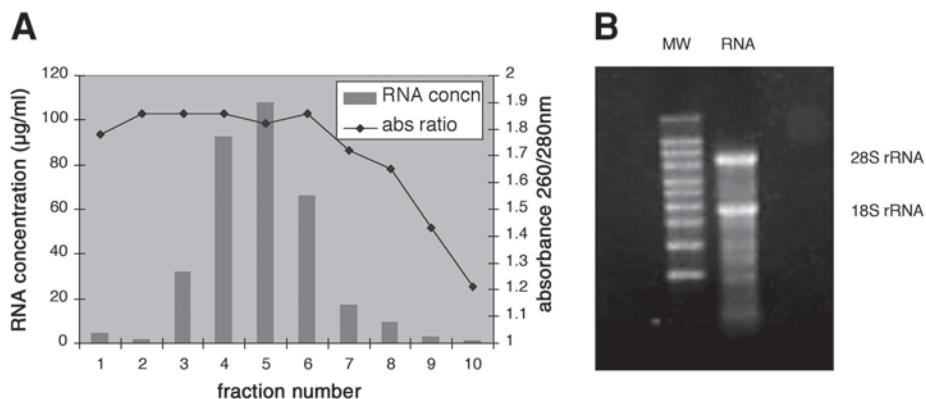 A
RNA concentration (µg/ml)
120
100
80
60
40
20
0
RNA concn
abs ratio
2
1.9
1.8
1.7
1.6
1.5
1.4
1.3
1.2
1.1
1
absorbance 260/280nm
1 2 3 4 5 6 7 8 9 10
fraction number
B
MW RNA
28S rRNA
18S rRNA